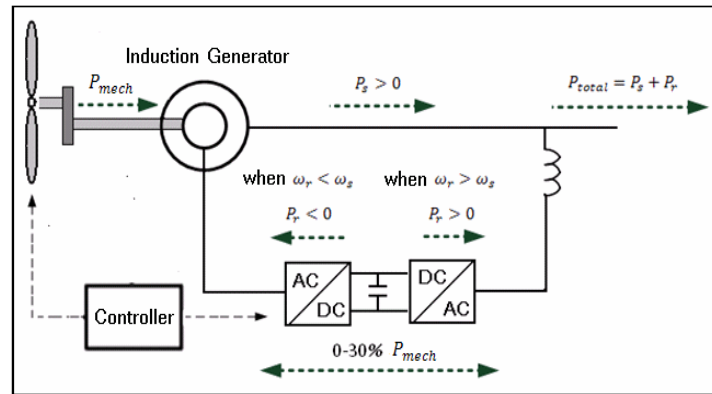 Induction Generator
P_mech
P_s > 0
P_total = P_s + P_r
when ω_r < ω_s
when ω_r > ω_s
P_r < 0
P_r > 0
AC
DC
DC
AC
Controller
0-30% P_mech